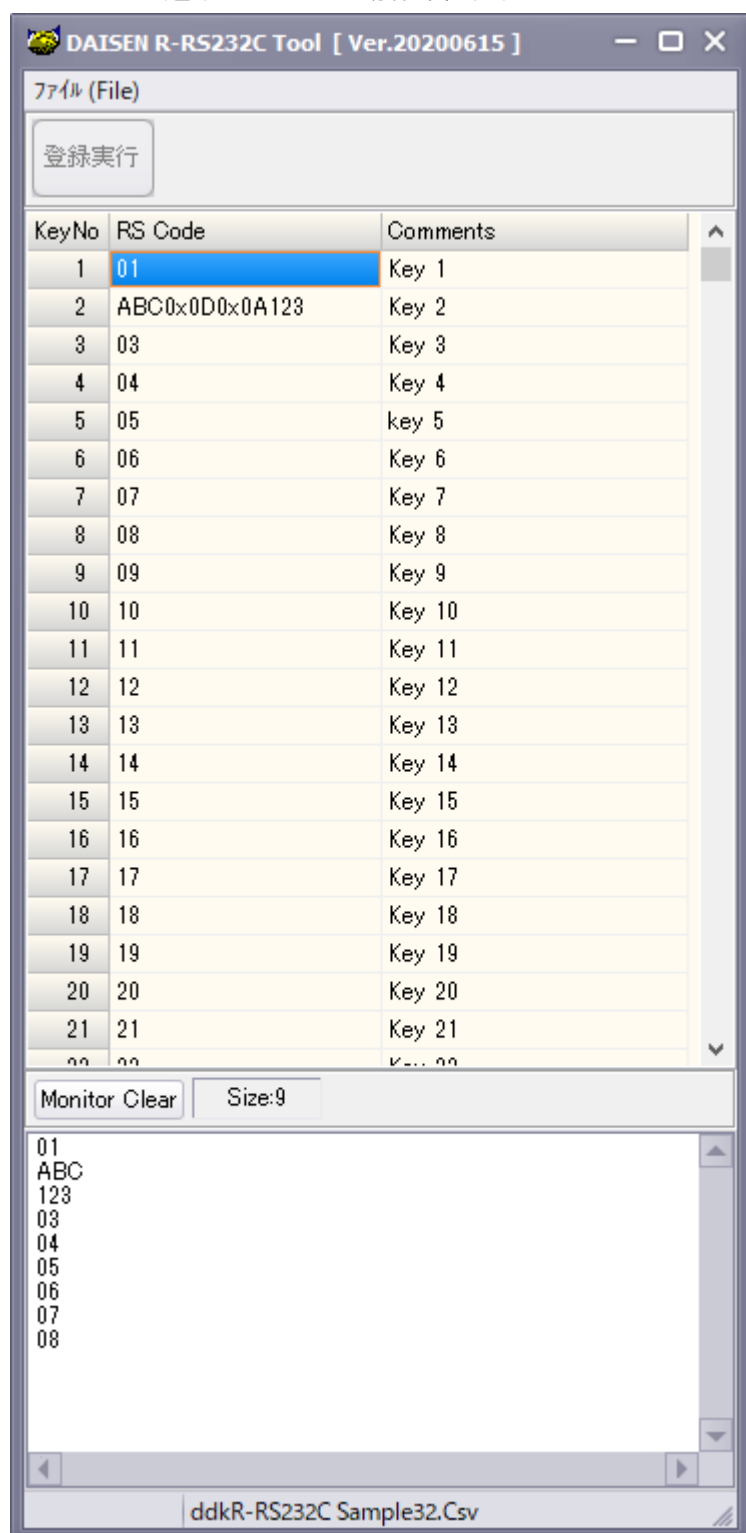 DAISEN R-RS232C Tool [ Ver.20200615 ]
ﾌｧｲﾙ (File)
登録実行
KeyNo RS Code Comments
1 01 Key 1
2 ABC0x0D0x0A123 Key 2
3 03 Key 3
4 04 Key 4
5 05 key 5
6 06 Key 6
7 07 Key 7
8 08 Key 8
9 09 Key 9
10 10 Key 10
11 11 Key 11
12 12 Key 12
13 13 Key 13
14 14 Key 14
15 15 Key 15
16 16 Key 16
17 17 Key 17
18 18 Key 18
19 19 Key 19
20 20 Key 20
21 21 Key 21
Monitor Clear Size:9
01
ABC
123
03
04
05
06
07
08
ddkR-RS232C Sample32.Csv